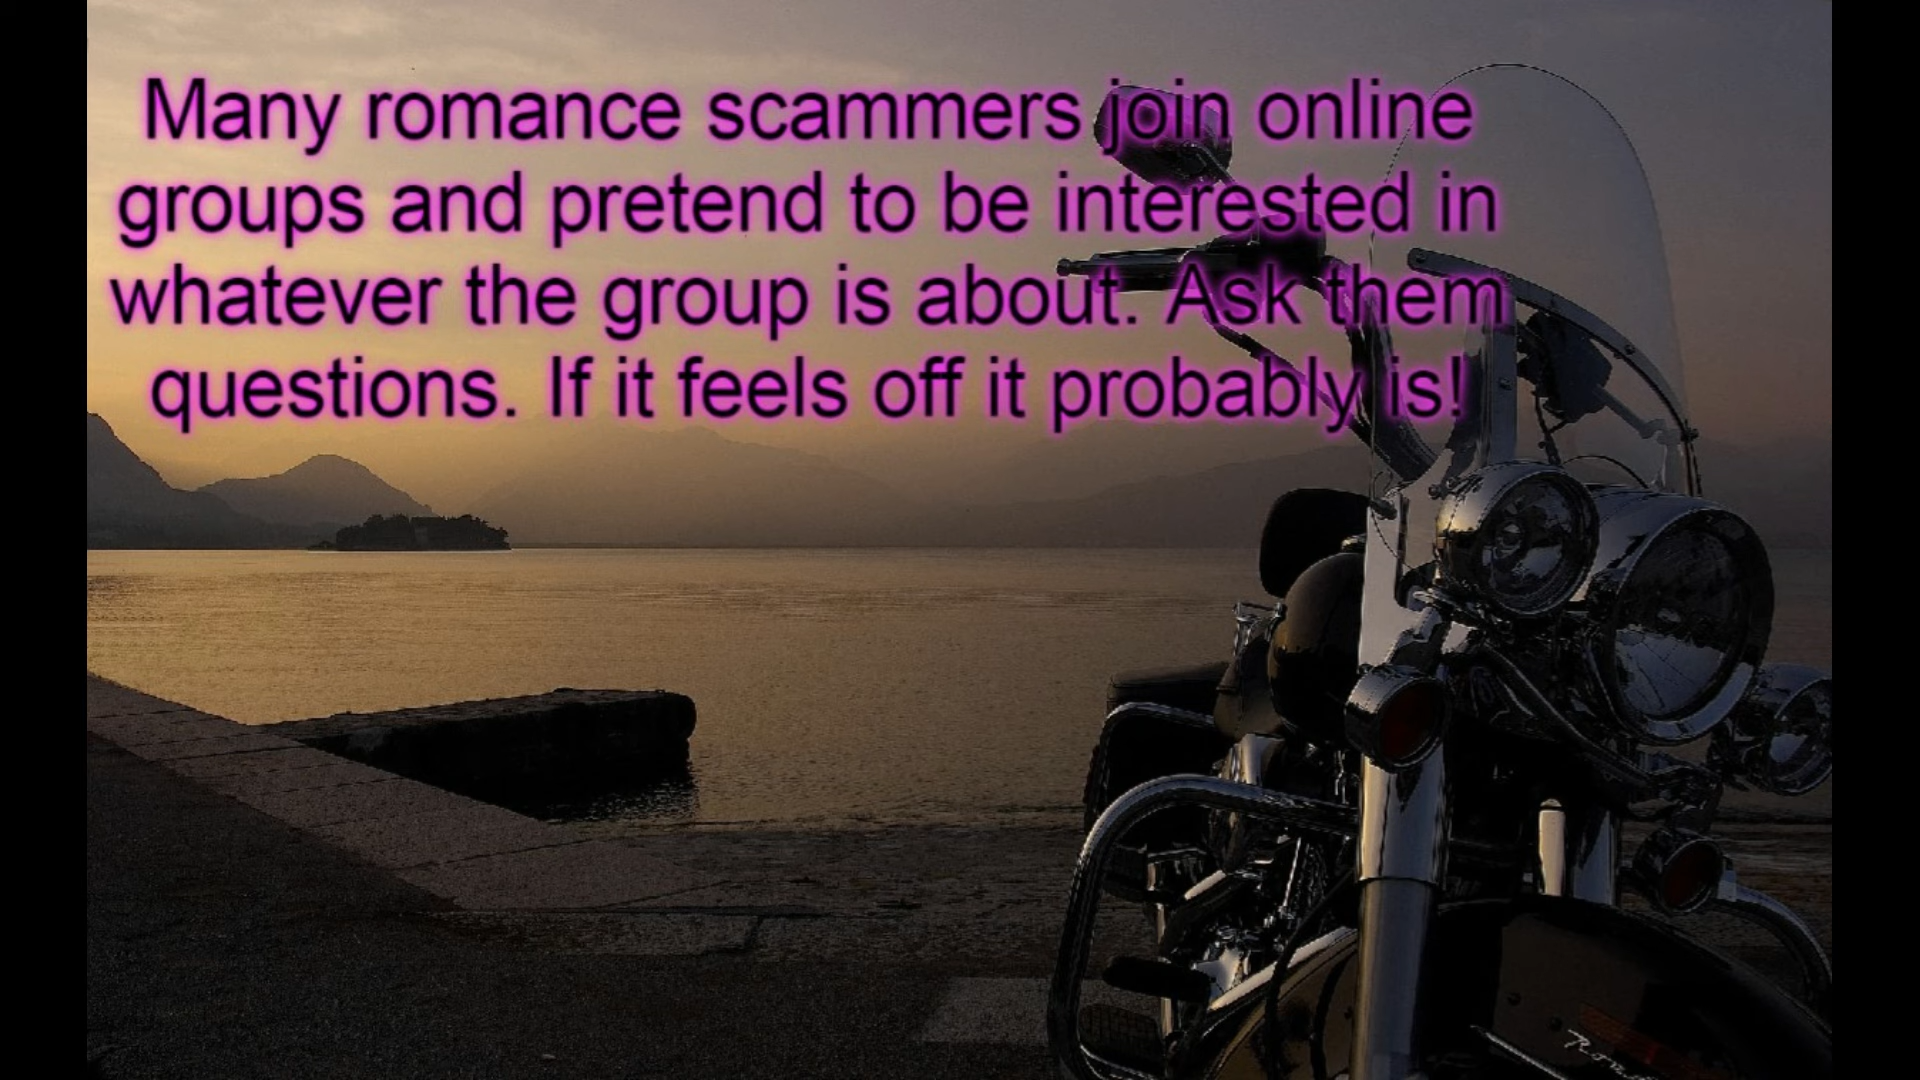 Many romance scammers join online
groups and pretend to be interested in
whatever the group is about. Ask them
questions. If it feels off it probably is!